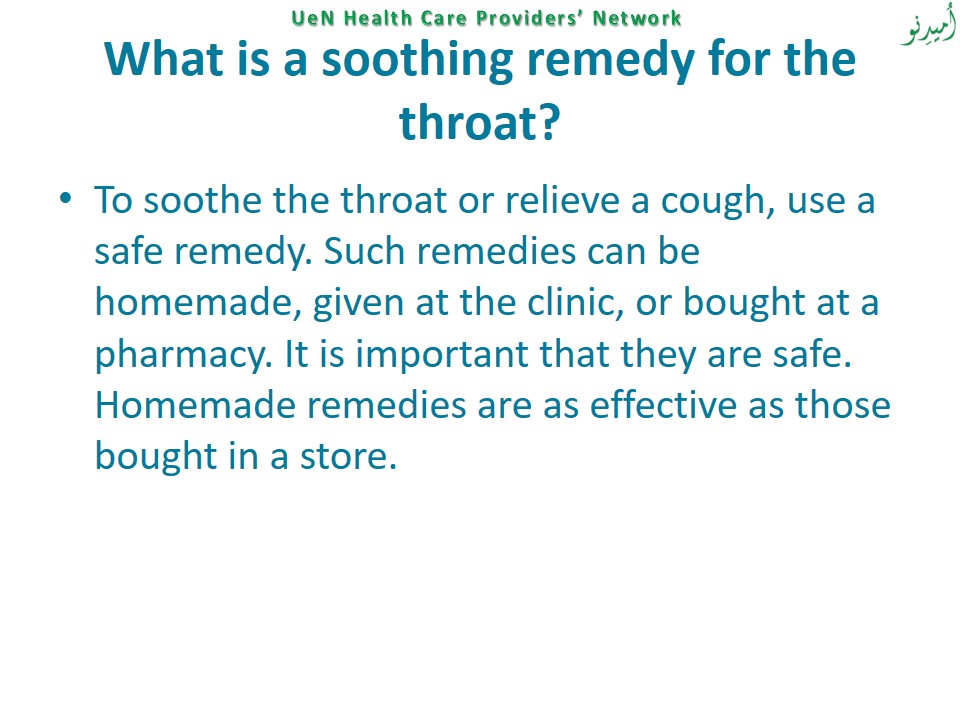 UeN Health Care Providers' Network
اُمیدِنو
What is a soothing remedy for the
throat?
• To soothe the throat or relieve a cough, use a
safe remedy. Such remedies can be
homemade, given at the clinic, or bought at a
pharmacy. It is important that they are safe.
Homemade remedies are as effective as those
bought in a store.